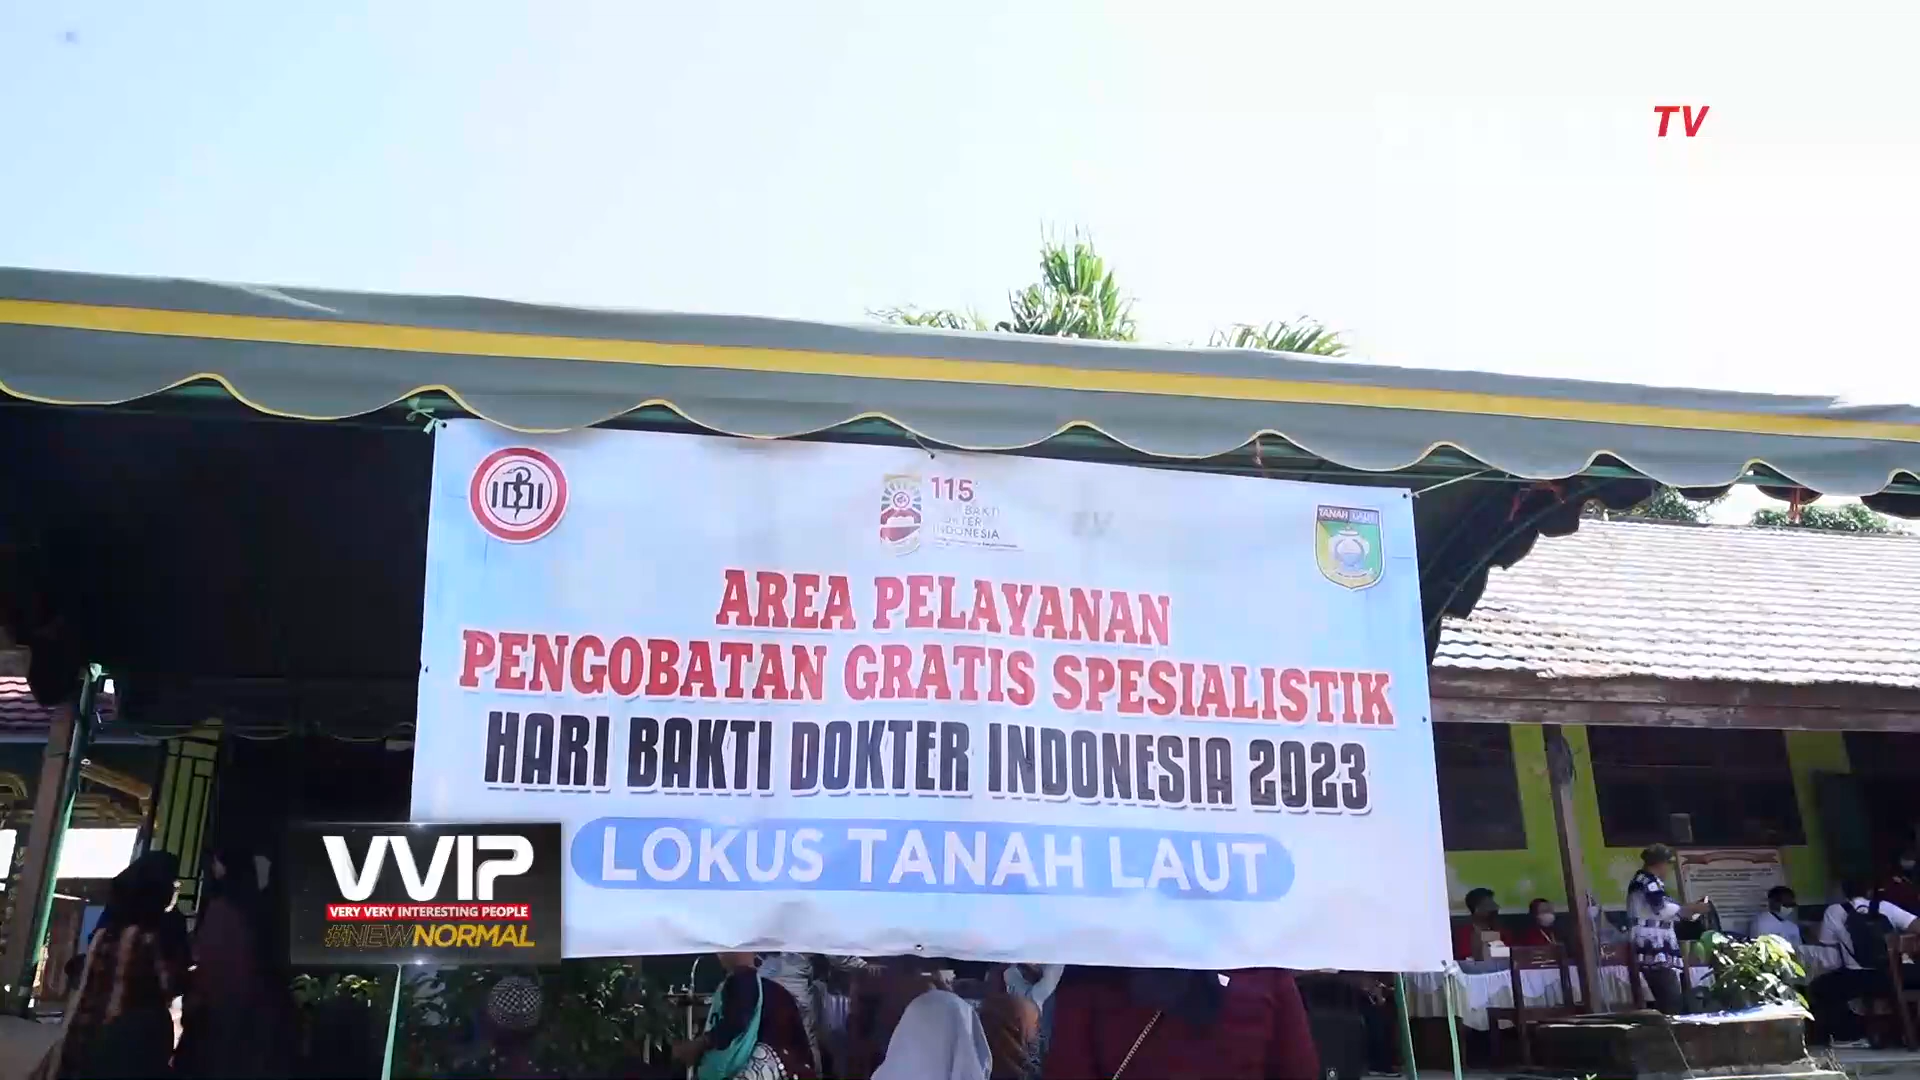 TV
IDI
115
BAKTI
DOKTER
INDONESIA
TANAH LAUT
AREA PELAYANAN
PENGOBATAN GRATIS SPESIALISTIK
HARI BAKTI DOKTER INDONESIA 2023
LOKUS TANAH LAUT
VVIP
VERY VERY INTERESTING PEOPLE
#NEWNORMAL